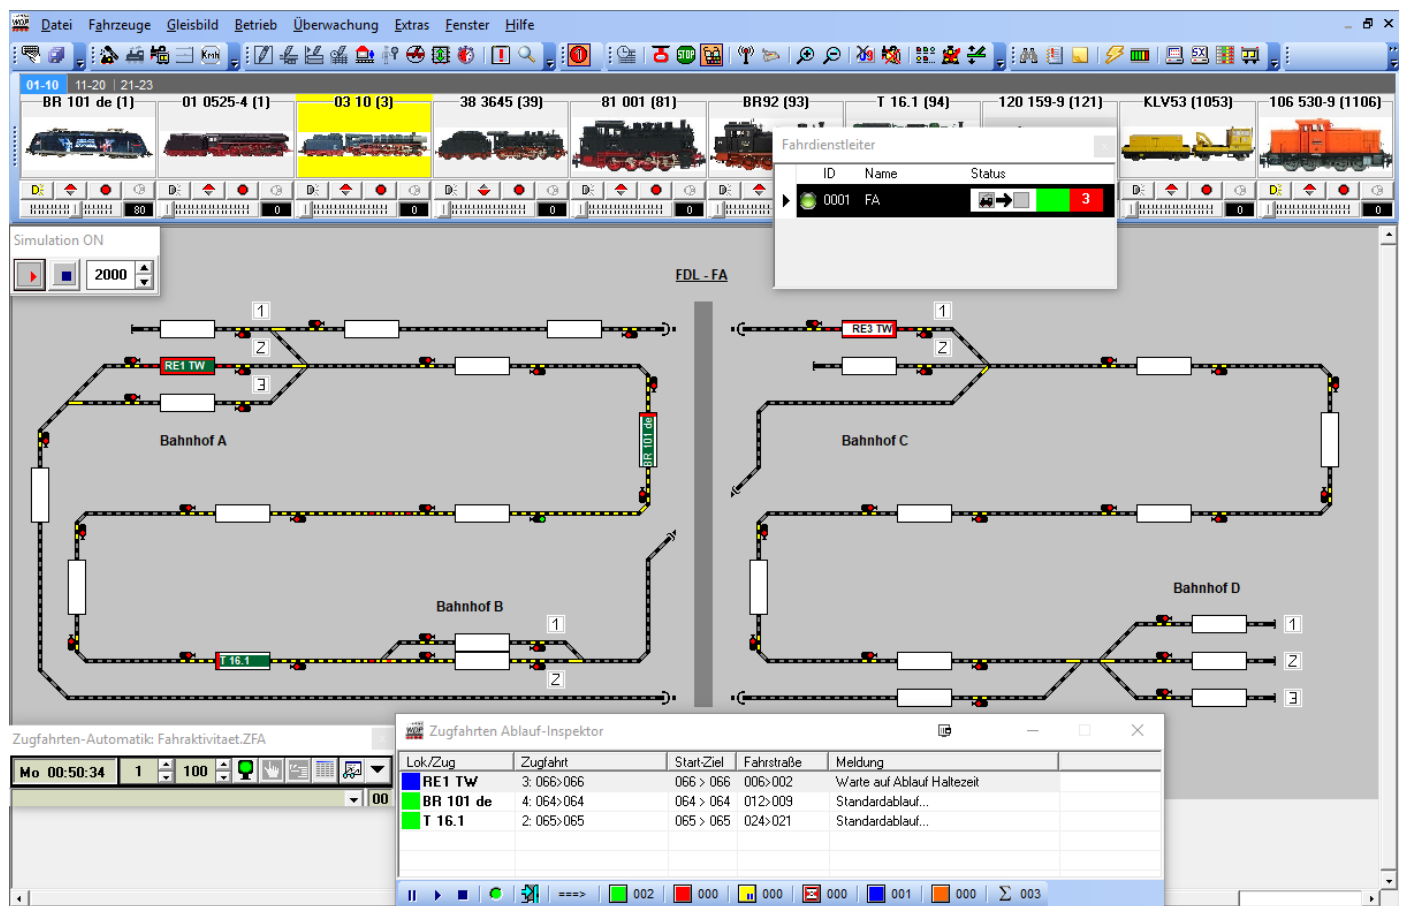 Datei Fahrzeuge Gleisbild Betrieb Überwachung Extras Fenster Hilfe
01-10 11-20 21-23
BR 101 de (1) 01 0525-4 (1) 03 10 (3) 38 3645 (39) 81 001 (81) BR92 (93) T 16.1 (94) 120 159-9 (121) KLV53 (1053) 106 530-9 (1106)
80 0 0 0 0 0 0
Fahrdienstleiter
ID Name Status
0001 FA 3
Simulation ON
2000
FDL - FA
1 1
RE3 TW
2 2
RE1 TW
3
BR 101 de
Bahnhof A Bahnhof C
Bahnhof D
Bahnhof B
1 1
T 16.1
2 2
3
Zugfahrten-Automatik: Fahraktivitaet.ZFA
Mo 00:50:34 1 100
00
Zugfahrten Ablauf-Inspektor
Lok/Zug Zugfahrt Start-Ziel Fahrstraße Meldung
RE1 TW 3: 066>066 066 > 066 006>002 Warte auf Ablauf Haltezeit
BR 101 de 4: 064>064 064 > 064 012>009 Standardablauf...
T 16.1 2: 065>065 065 > 065 024>021 Standardablauf...
===> 002 000 000 000 001 000 Σ 003